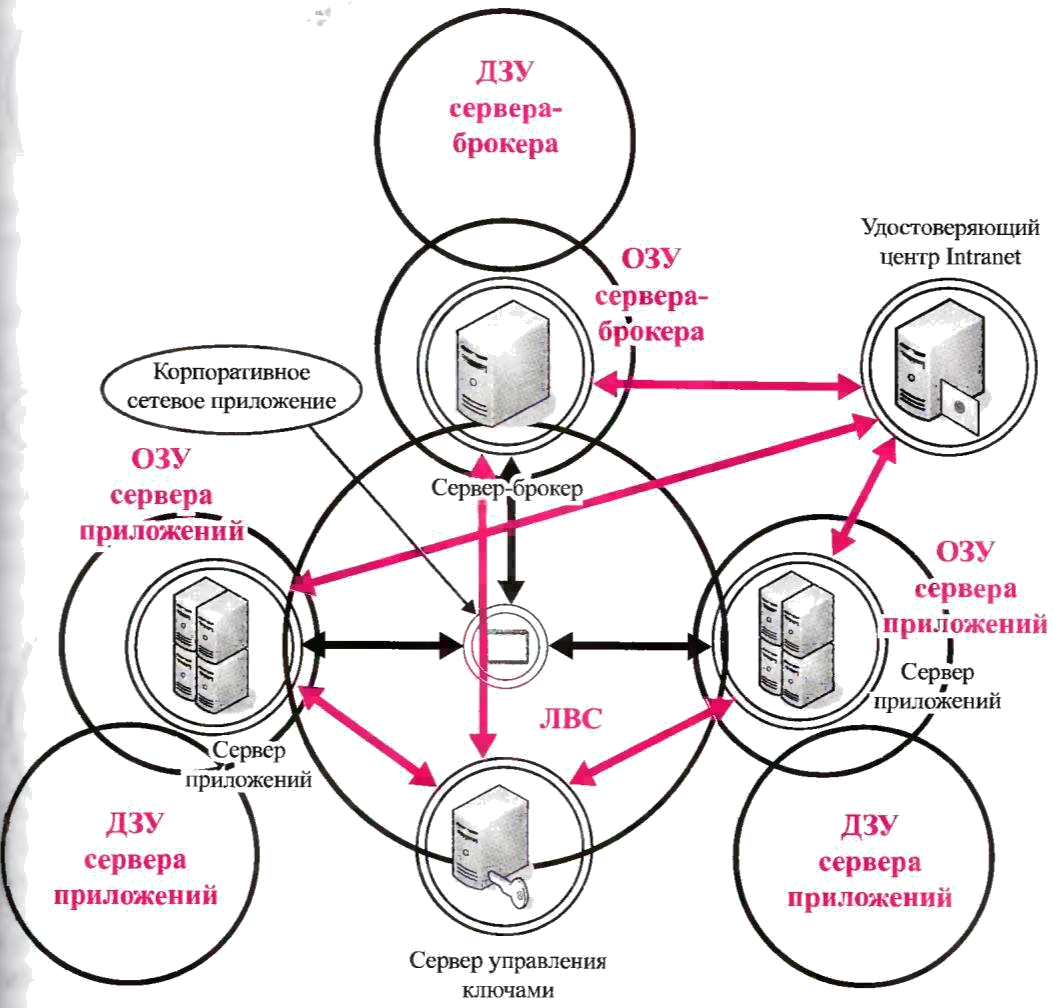 ДЗУ
сервера-
брокера
Удостоверяющий
центр Intranet
ОЗУ
сервера-
брокера
Корпоративное
сетевое приложение
ОЗУ
сервера
приложений
Сервер-брокер
ОЗУ
сервера
приложений
Сервер
приложений
ЛВС
Сервер
приложений
ДЗУ
сервера
приложений
ДЗУ
сервера
приложений
Сервер управления
ключами